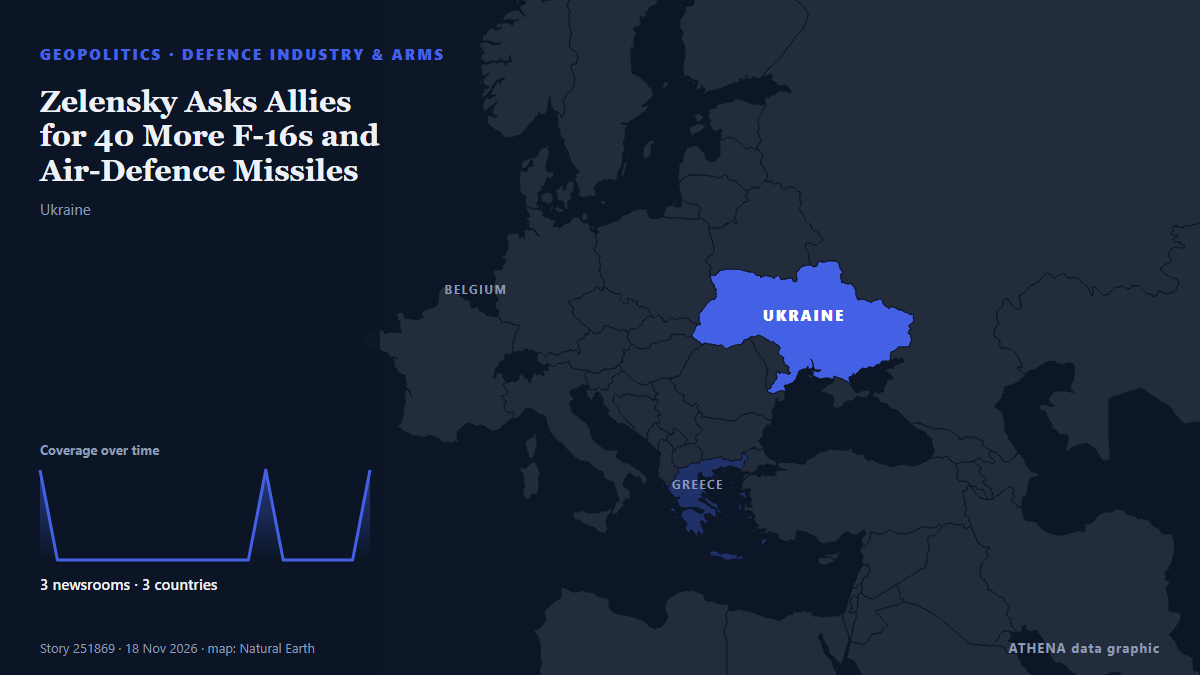 GEOPOLITICS · DEFENCE INDUSTRY & ARMS
Zelensky Asks Allies
for 40 More F-16s and
Air-Defence Missiles
Ukraine
BELGIUM
UKRAINE
GREECE
Coverage over time
3 newsrooms · 3 countries
Story 251869 · 18 Nov 2026 · map: Natural Earth
ATHENA data graphic